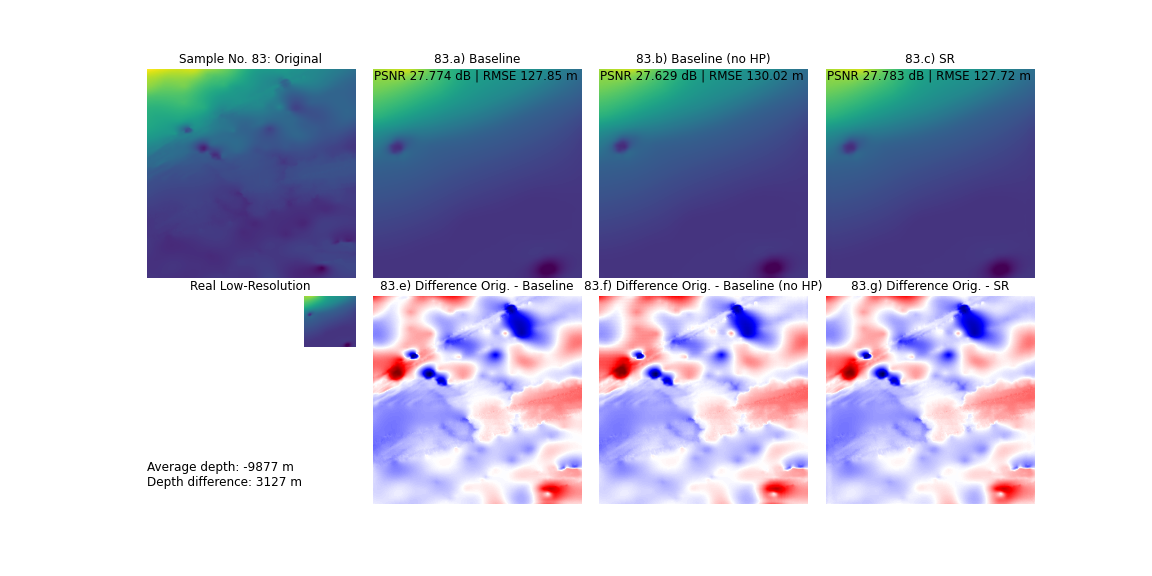 Sample No. 83: Original
83.a) Baseline
83.b) Baseline (no HP)
83.c) SR
PSNR 27.774 dB | RMSE 127.85 m
PSNR 27.629 dB | RMSE 130.02 m
PSNR 27.783 dB | RMSE 127.72 m
Real Low-Resolution
83.e) Difference Orig. - Baseline
83.f) Difference Orig. - Baseline (no HP)
83.g) Difference Orig. - SR
Average depth: -9877 m
Depth difference: 3127 m